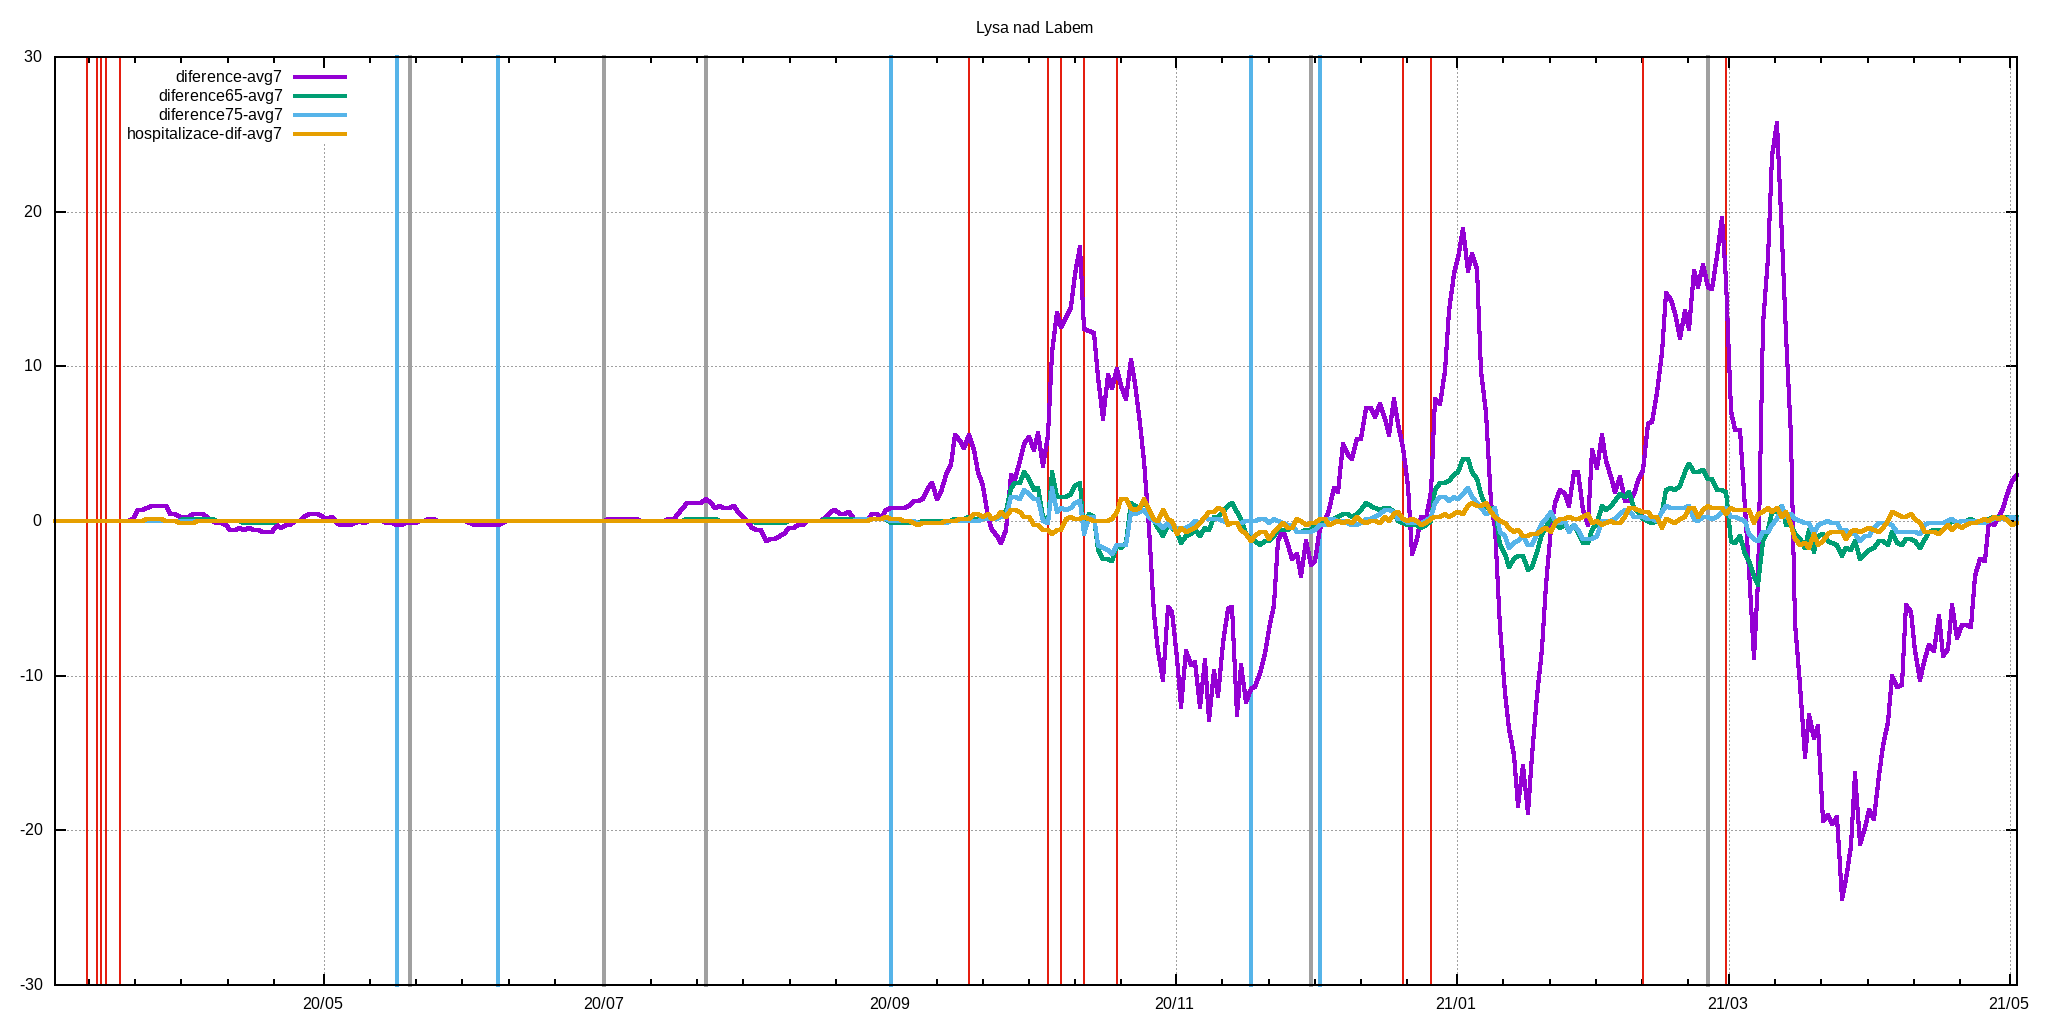 Lysa nad Labem
30
20
10
0
-10
-20
-30
diference-avg7
diference65-avg7
diference75-avg7
hospitalizace-dif-avg7
20/05 20/07 20/09 20/11 21/01 21/03 21/05